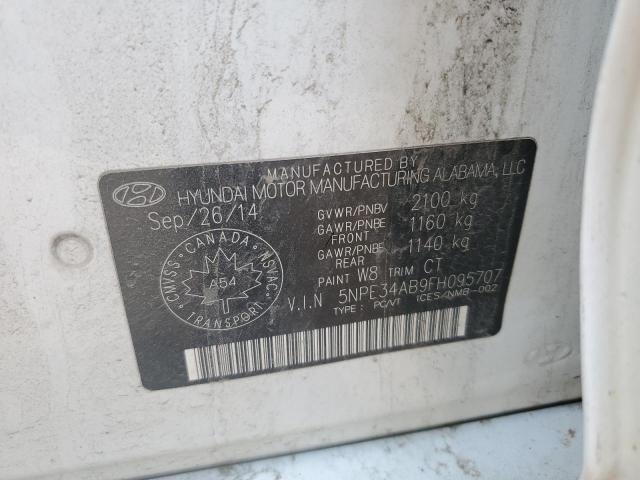 MANUFACTURED BY
HYUNDAI MOTOR MANUFACTURING ALABAMA, LLC
Sep/26/14
GVWR/PNBV 2100 kg
GAWR/PNBE FRONT 1160 kg
GAWR/PNBE REAR 1140 kg
PAINT W8 TRIM CT
V.I.N 5NPE34AB9FH095707
TYPE : PC/VT ICES/NMB-002
CANADA
CMVSS NSVAC
A54
TRANSPORT